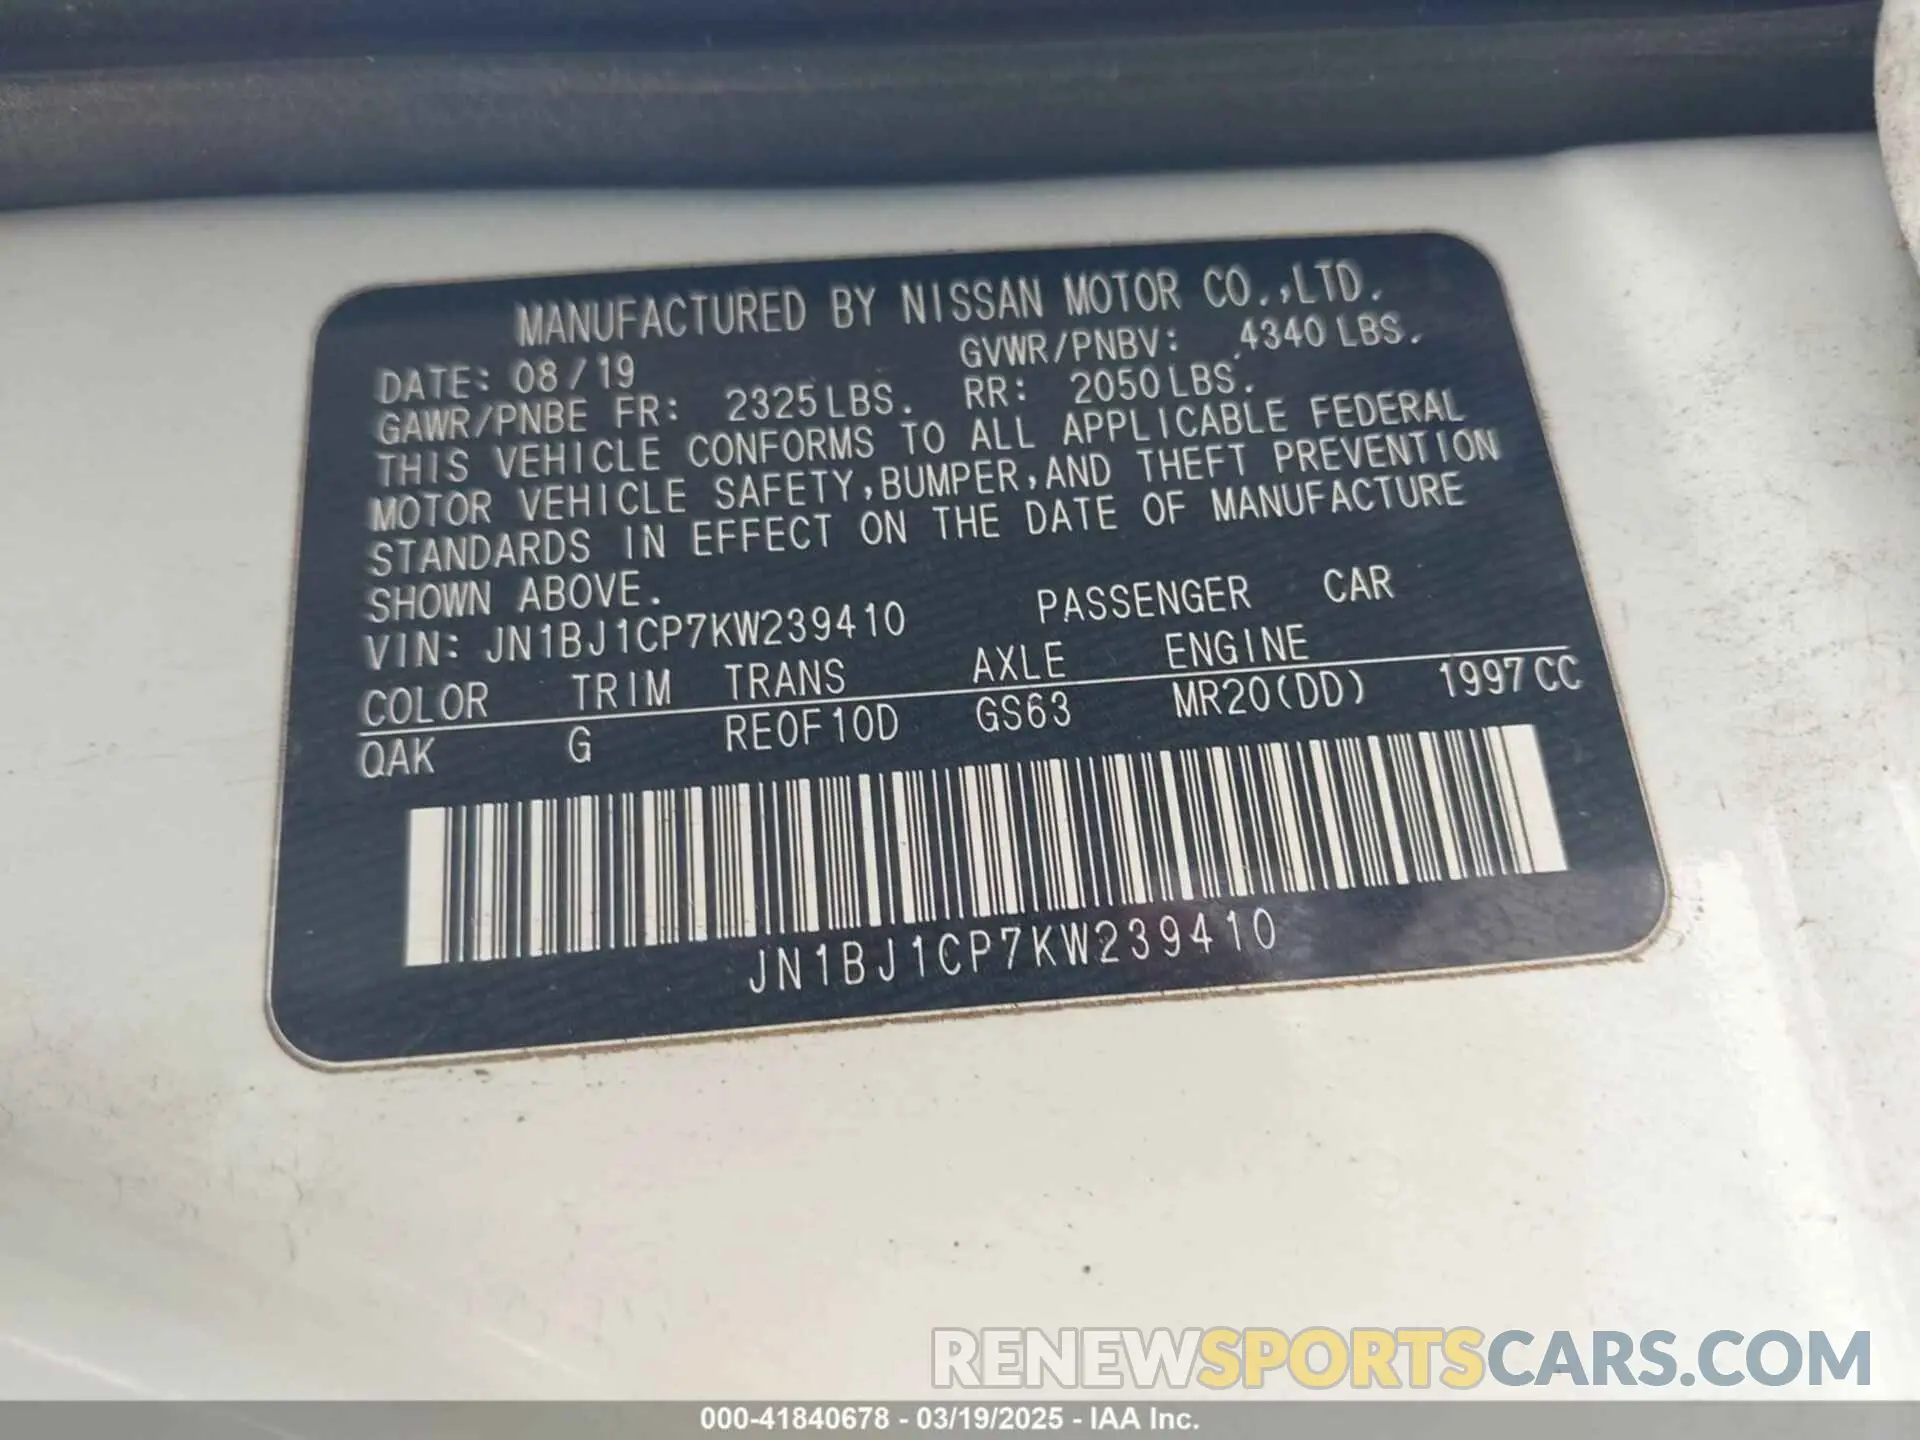 MANUFACTURED BY NISSAN MOTOR CO.,LTD.
DATE: 08/19 GVWR/PNBV: 4340 LBS.
GAWR/PNBE FR: 2325 LBS. RR: 2050 LBS.
THIS VEHICLE CONFORMS TO ALL APPLICABLE FEDERAL
MOTOR VEHICLE SAFETY,BUMPER,AND THEFT PREVENTION
STANDARDS IN EFFECT ON THE DATE OF MANUFACTURE
SHOWN ABOVE.
VIN: JN1BJ1CP7KW239410 PASSENGER CAR
COLOR TRIM TRANS AXLE ENGINE
QAK G RE0F10D GS63 MR20(DD) 1997 CC
JN1BJ1CP7KW239410
RENEWSPORTSCARS.COM
000-41840678 - 03/19/2025 - IAA Inc.